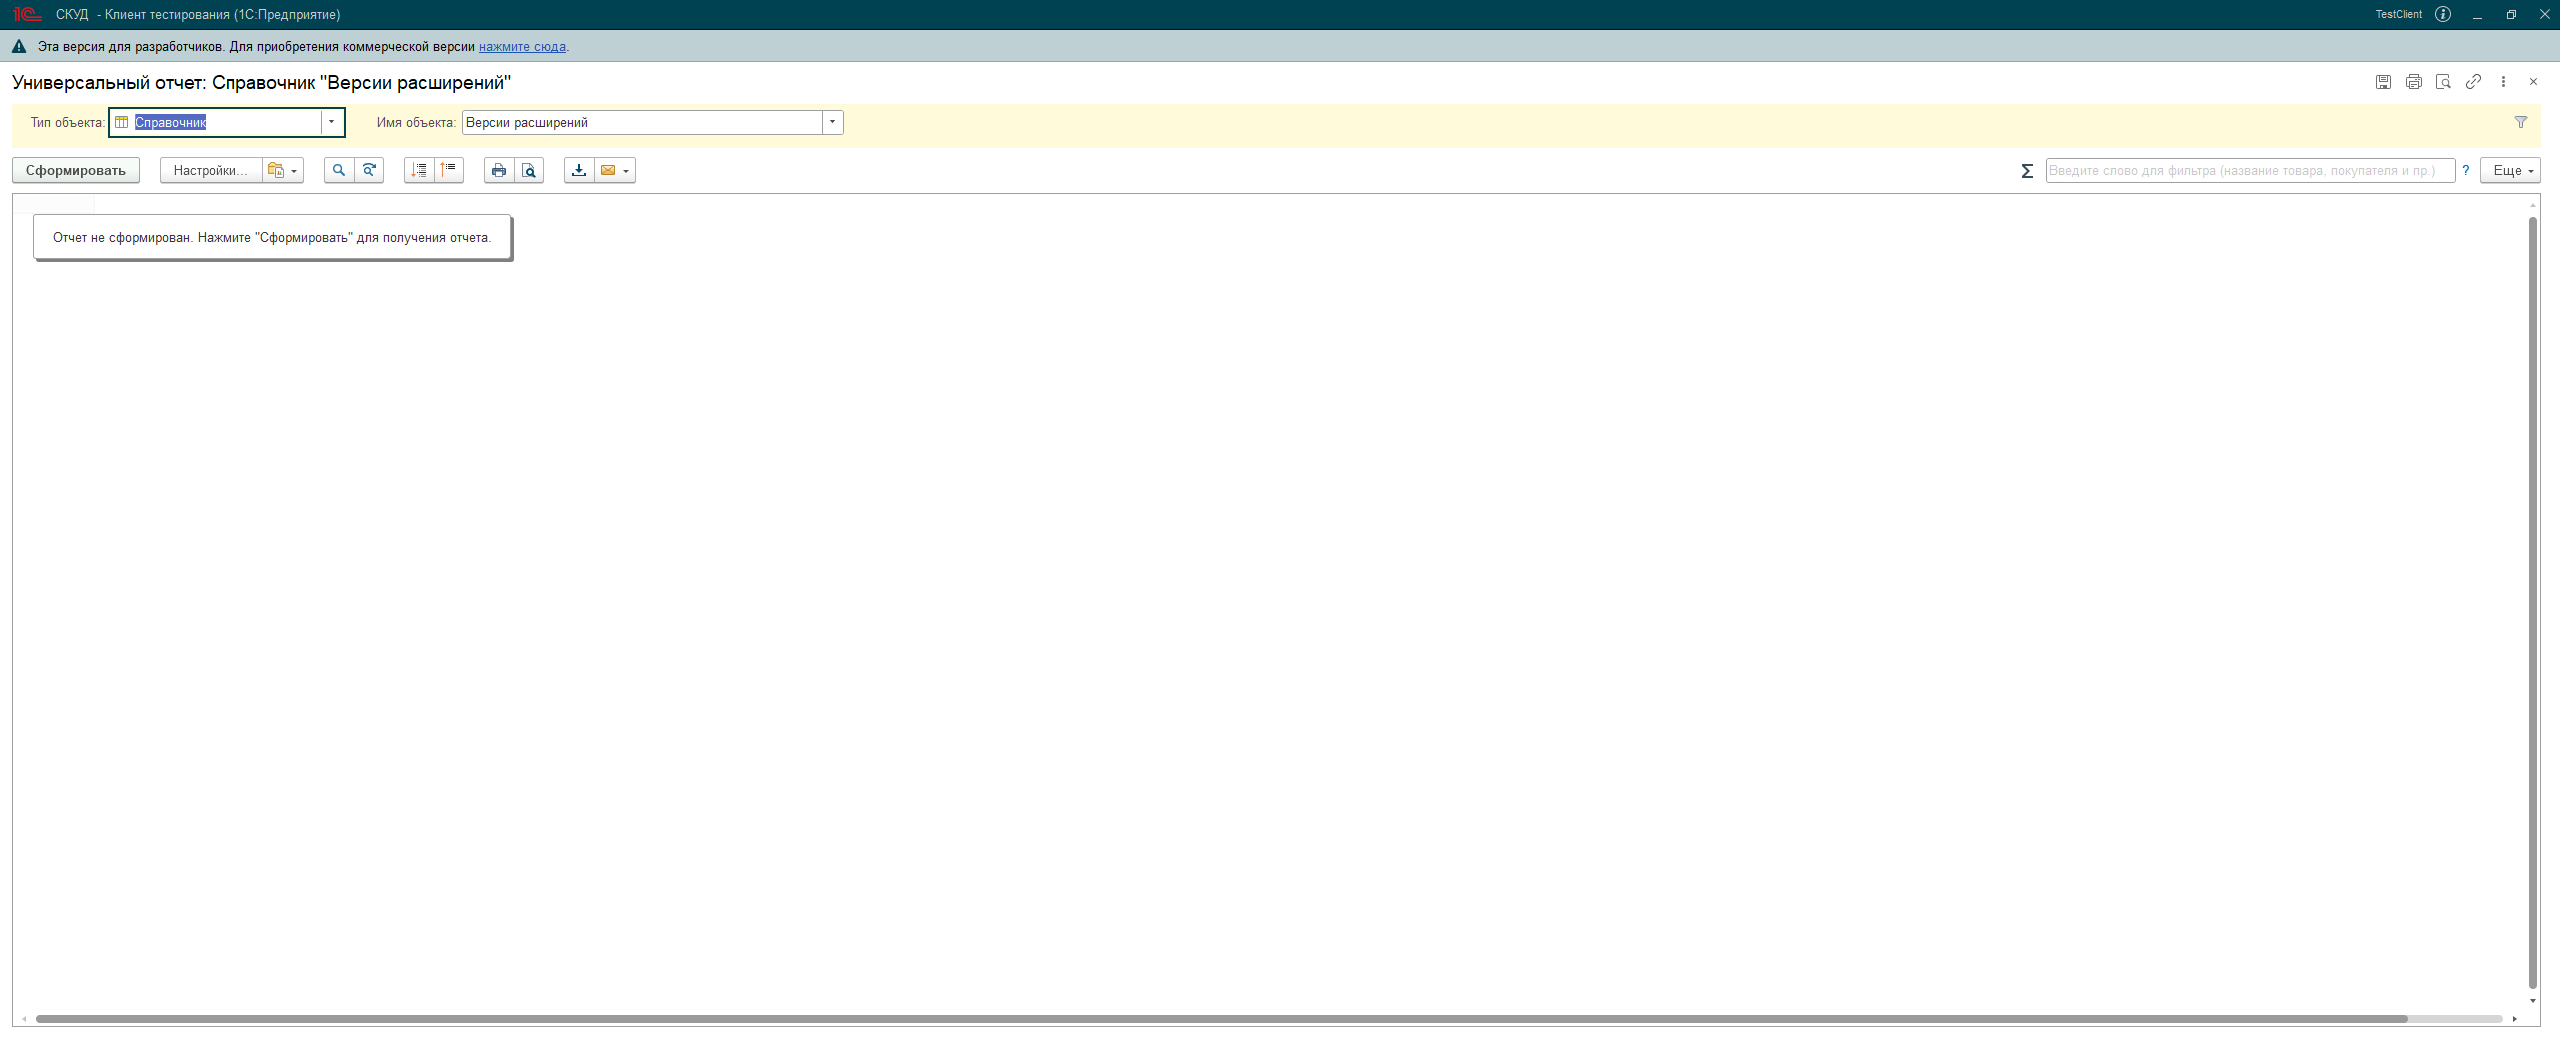 1С СКУД - Клиент тестирования (1С:Предприятие) TestClient
Эта версия для разработчиков. Для приобретения коммерческой версии нажмите сюда.
Универсальный отчет: Справочник "Версии расширений"
Тип объекта: Справочник Имя объекта: Версии расширений
Сформировать Настройки... Σ Введите слово для фильтра (название товара, покупателя и пр.) ? Еще
Отчет не сформирован. Нажмите "Сформировать" для получения отчета.